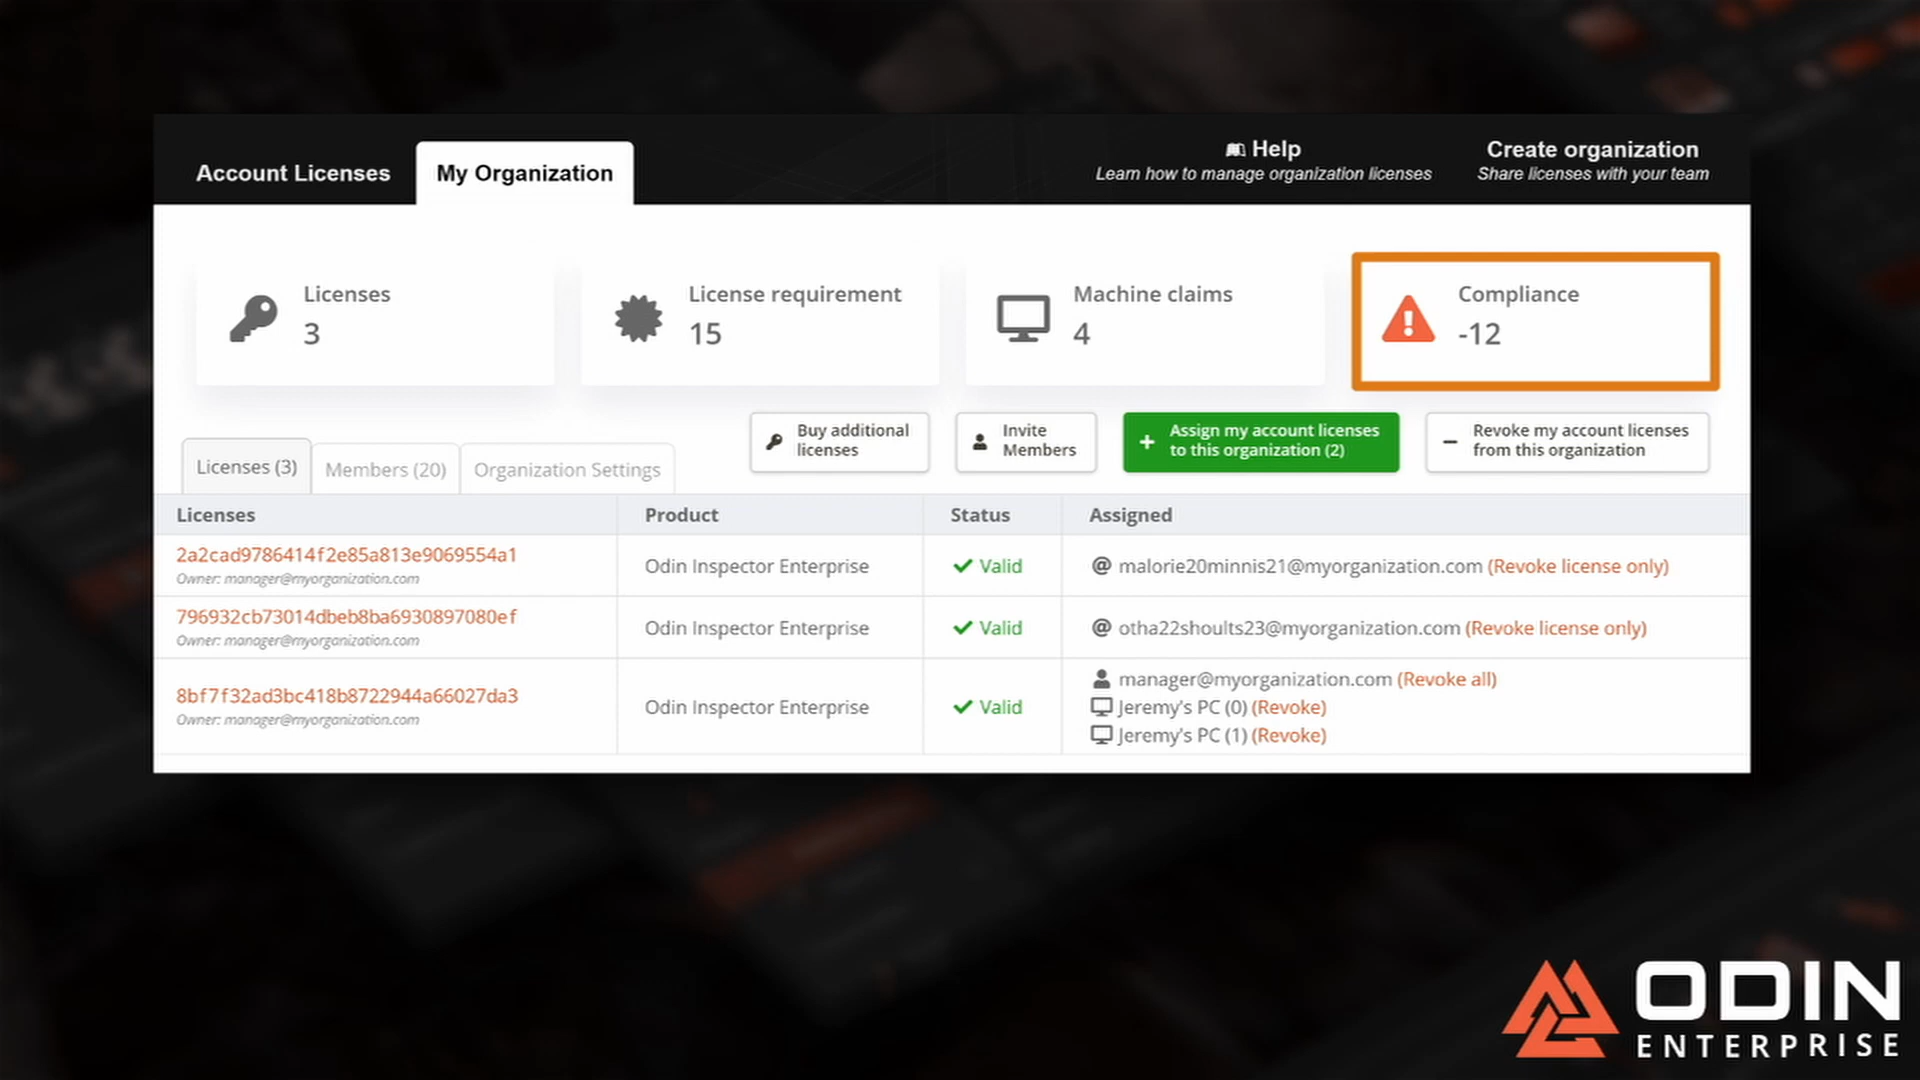 Account Licenses
My Organization
Help
Learn how to manage organization licenses
Create organization
Share licenses with your team
Licenses
3
License requirement
15
Machine claims
4
Compliance
-12
Licenses (3)
Members (20)
Organization Settings
Buy additional
licenses
Invite
Members
Assign my account licenses
to this organization (2)
Revoke my account licenses
from this organization
Licenses
Product
Status
Assigned
2a2cad9786414f2e85a813e9069554a1
Owner: manager@myorganization.com
Odin Inspector Enterprise
Valid
@ malorie20minnis21@myorganization.com (Revoke license only)
796932cb73014dbeb8ba6930897080ef
Owner: manager@myorganization.com
Odin Inspector Enterprise
Valid
@ otha22shoults23@myorganization.com (Revoke license only)
8bf7f32ad3bc418b8722944a66027da3
Owner: manager@myorganization.com
Odin Inspector Enterprise
Valid
manager@myorganization.com (Revoke all)
Jeremy's PC (0) (Revoke)
Jeremy's PC (1) (Revoke)
ODIN
ENTERPRISE